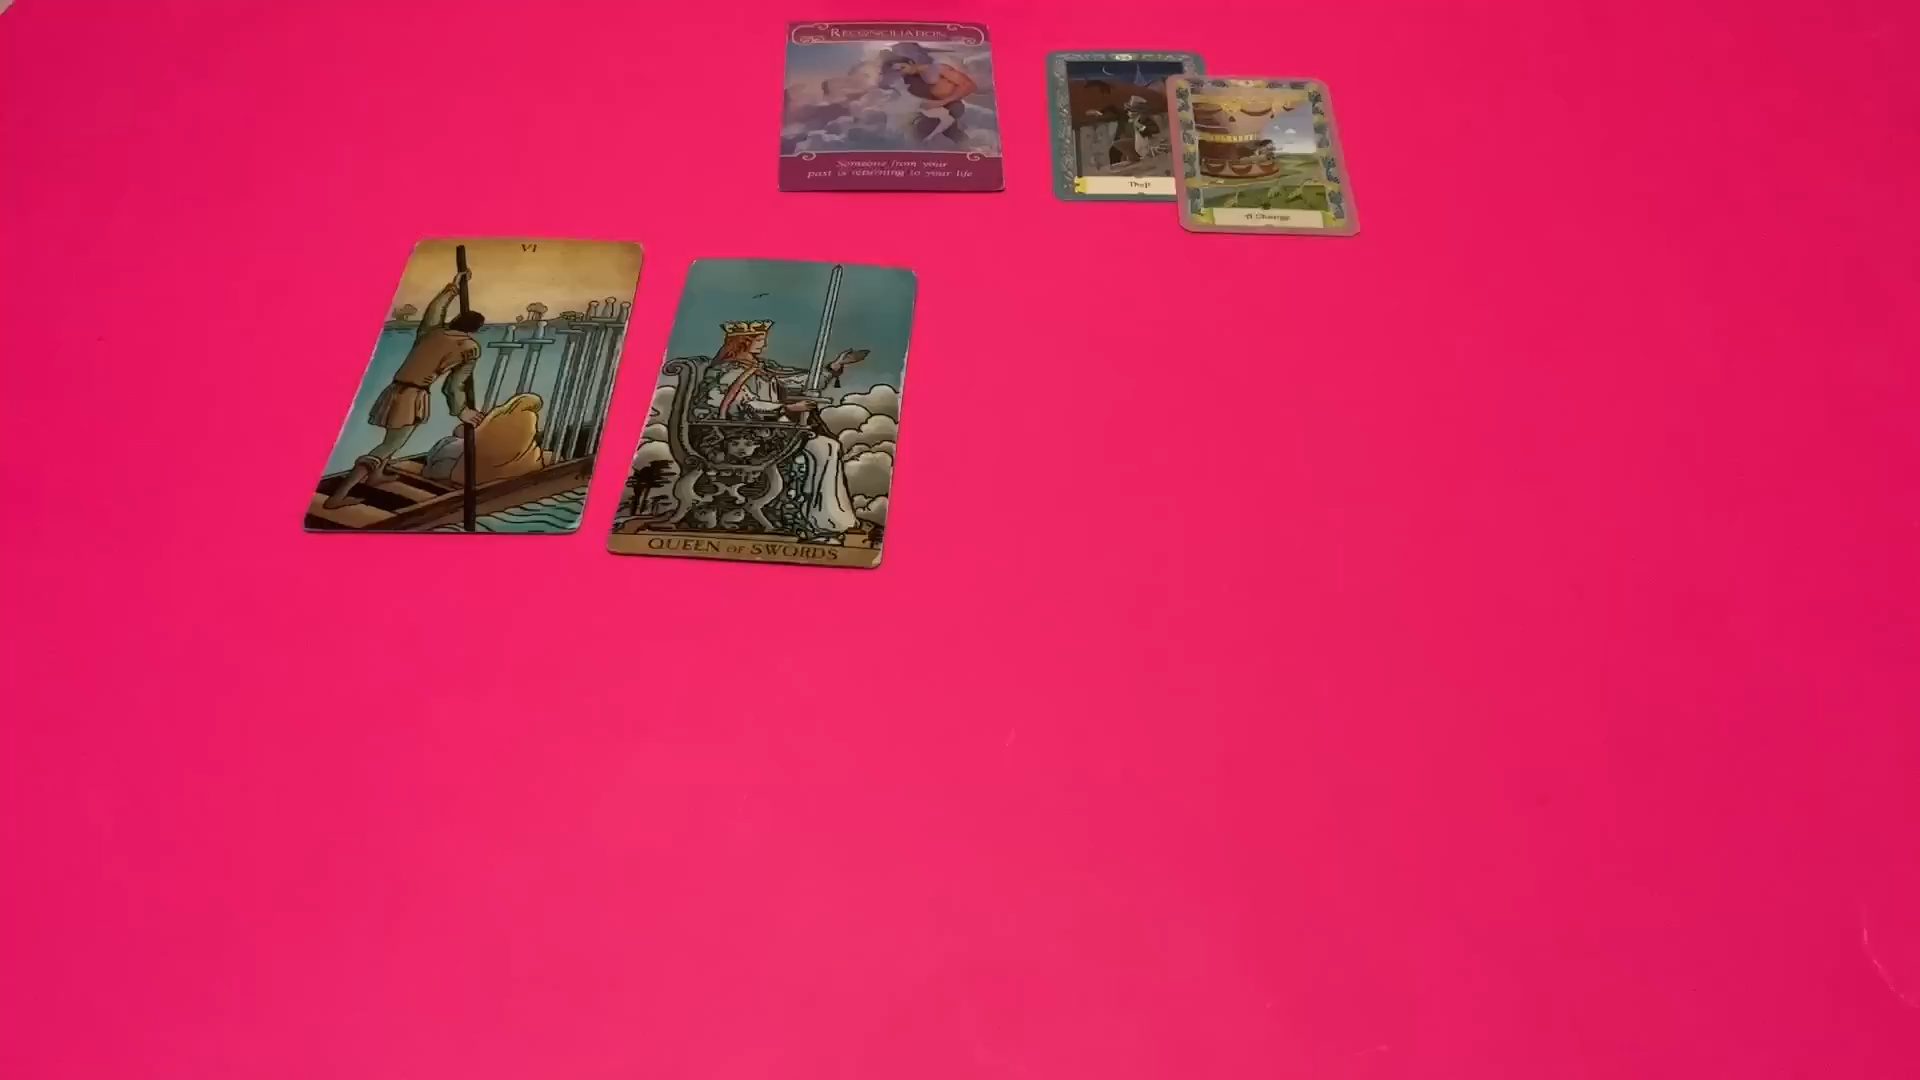 RECONCILIATION
Someone from your
past is returning to your life
Theft
A Change
VI
QUEEN OF SWORDS